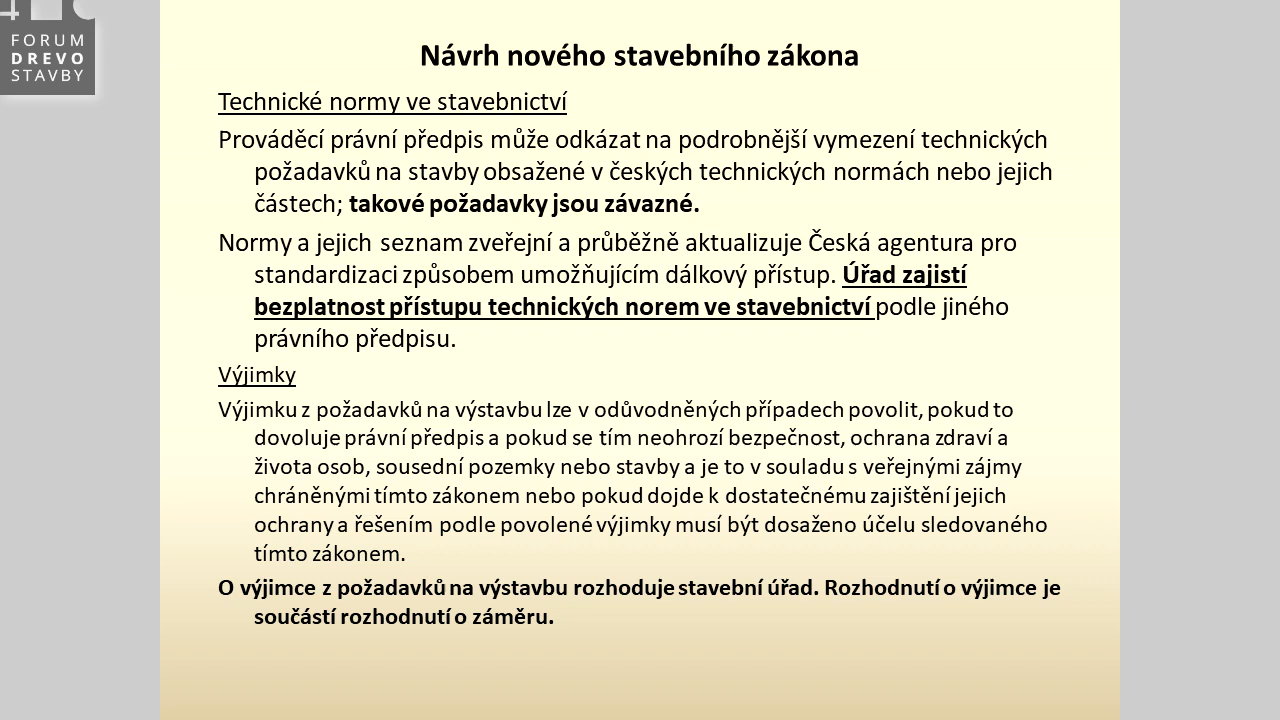 FORUM
DREVO
STAVBY
Návrh nového stavebního zákona
Technické normy ve stavebnictví
Prováděcí právní předpis může odkázat na podrobnější vymezení technických
požadavků na stavby obsažené v českých technických normách nebo jejich
částech; takové požadavky jsou závazné.
Normy a jejich seznam zveřejní a průběžně aktualizuje Česká agentura pro
standardizaci způsobem umožňujícím dálkový přístup. Úřad zajistí
bezplatnost přístupu technických norem ve stavebnictví podle jiného
právního předpisu.
Výjimky
Výjimku z požadavků na výstavbu lze v odůvodněných případech povolit, pokud to
dovoluje právní předpis a pokud se tím neohrozí bezpečnost, ochrana zdraví a
života osob, sousední pozemky nebo stavby a je to v souladu s veřejnými zájmy
chráněnými tímto zákonem nebo pokud dojde k dostatečnému zajištění jejich
ochrany a řešením podle povolené výjimky musí být dosaženo účelu sledovaného
tímto zákonem.
O výjimce z požadavků na výstavbu rozhoduje stavební úřad. Rozhodnutí o výjimce je
součástí rozhodnutí o záměru.